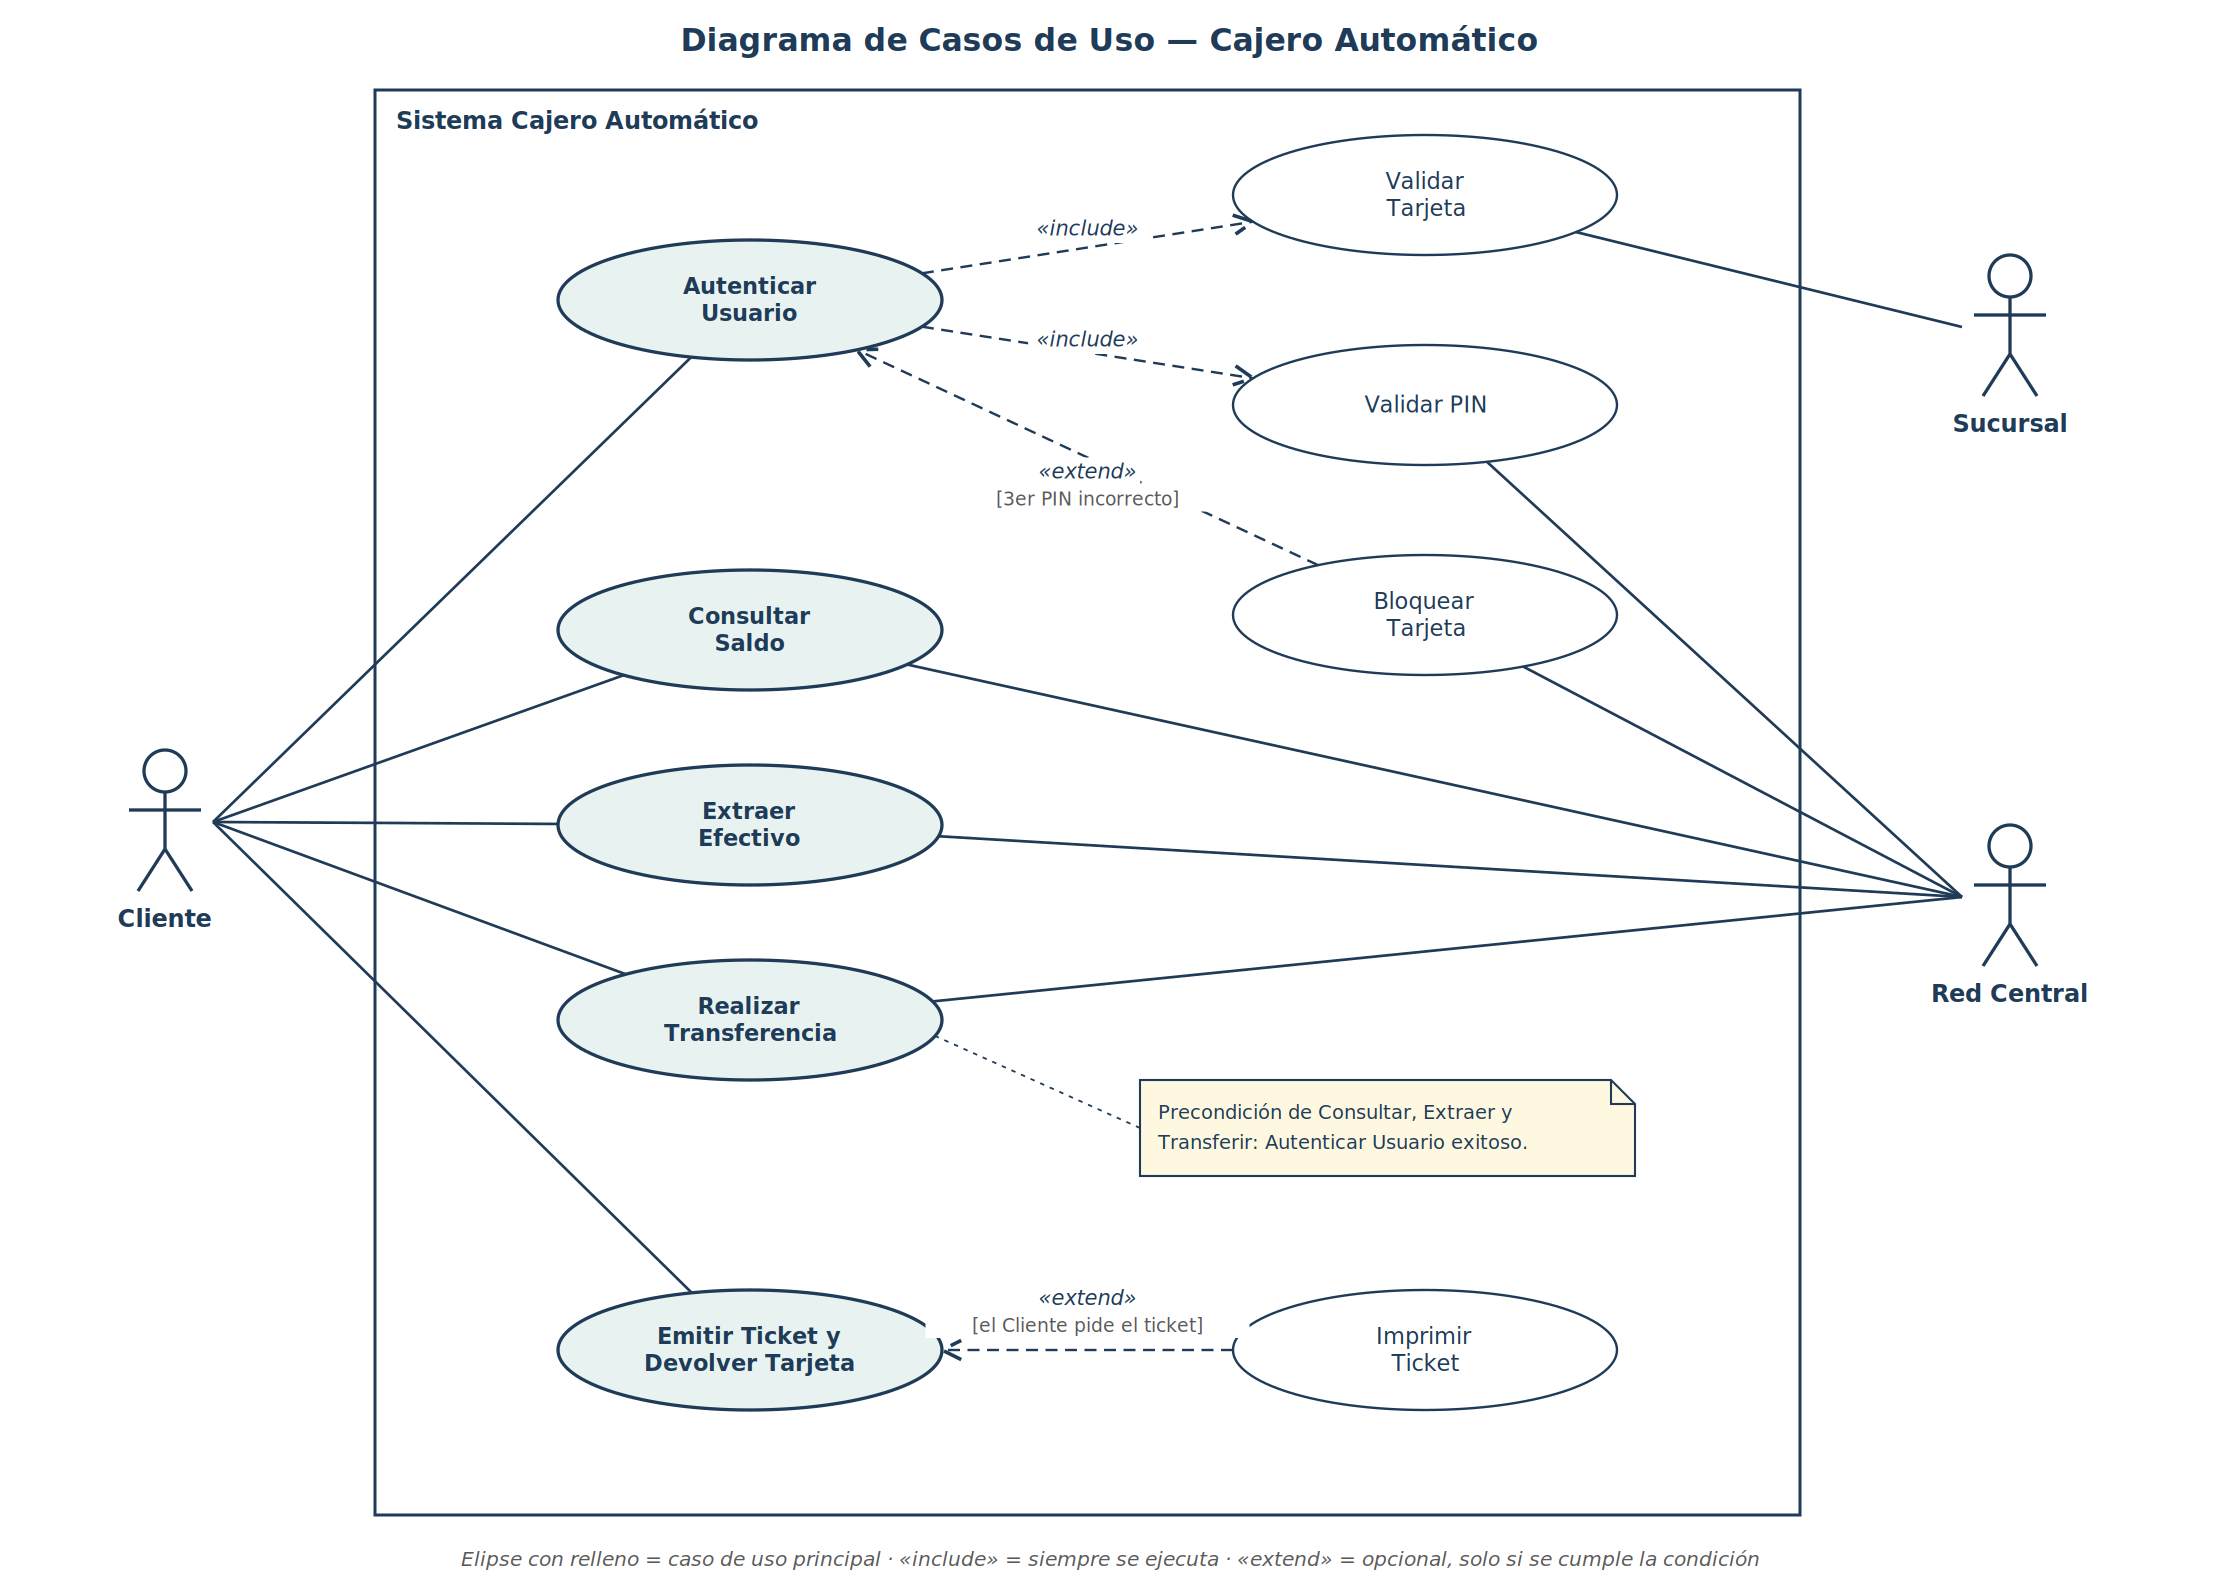 Diagrama de Casos de Uso — Cajero Automático
Sistema Cajero Automático
Validar
Tarjeta
«include»
Autenticar
Usuario
«include»
Validar PIN
Sucursal
«extend»
[3er PIN incorrecto]
Bloquear
Tarjeta
Consultar
Saldo
Extraer
Efectivo
Cliente
Red Central
Realizar
Transferencia
Precondición de Consultar, Extraer y
Transferir: Autenticar Usuario exitoso.
«extend»
[el Cliente pide el ticket]
Emitir Ticket y
Devolver Tarjeta
Imprimir
Ticket
Elipse con relleno = caso de uso principal · «include» = siempre se ejecuta · «extend» = opcional, solo si se cumple la condición